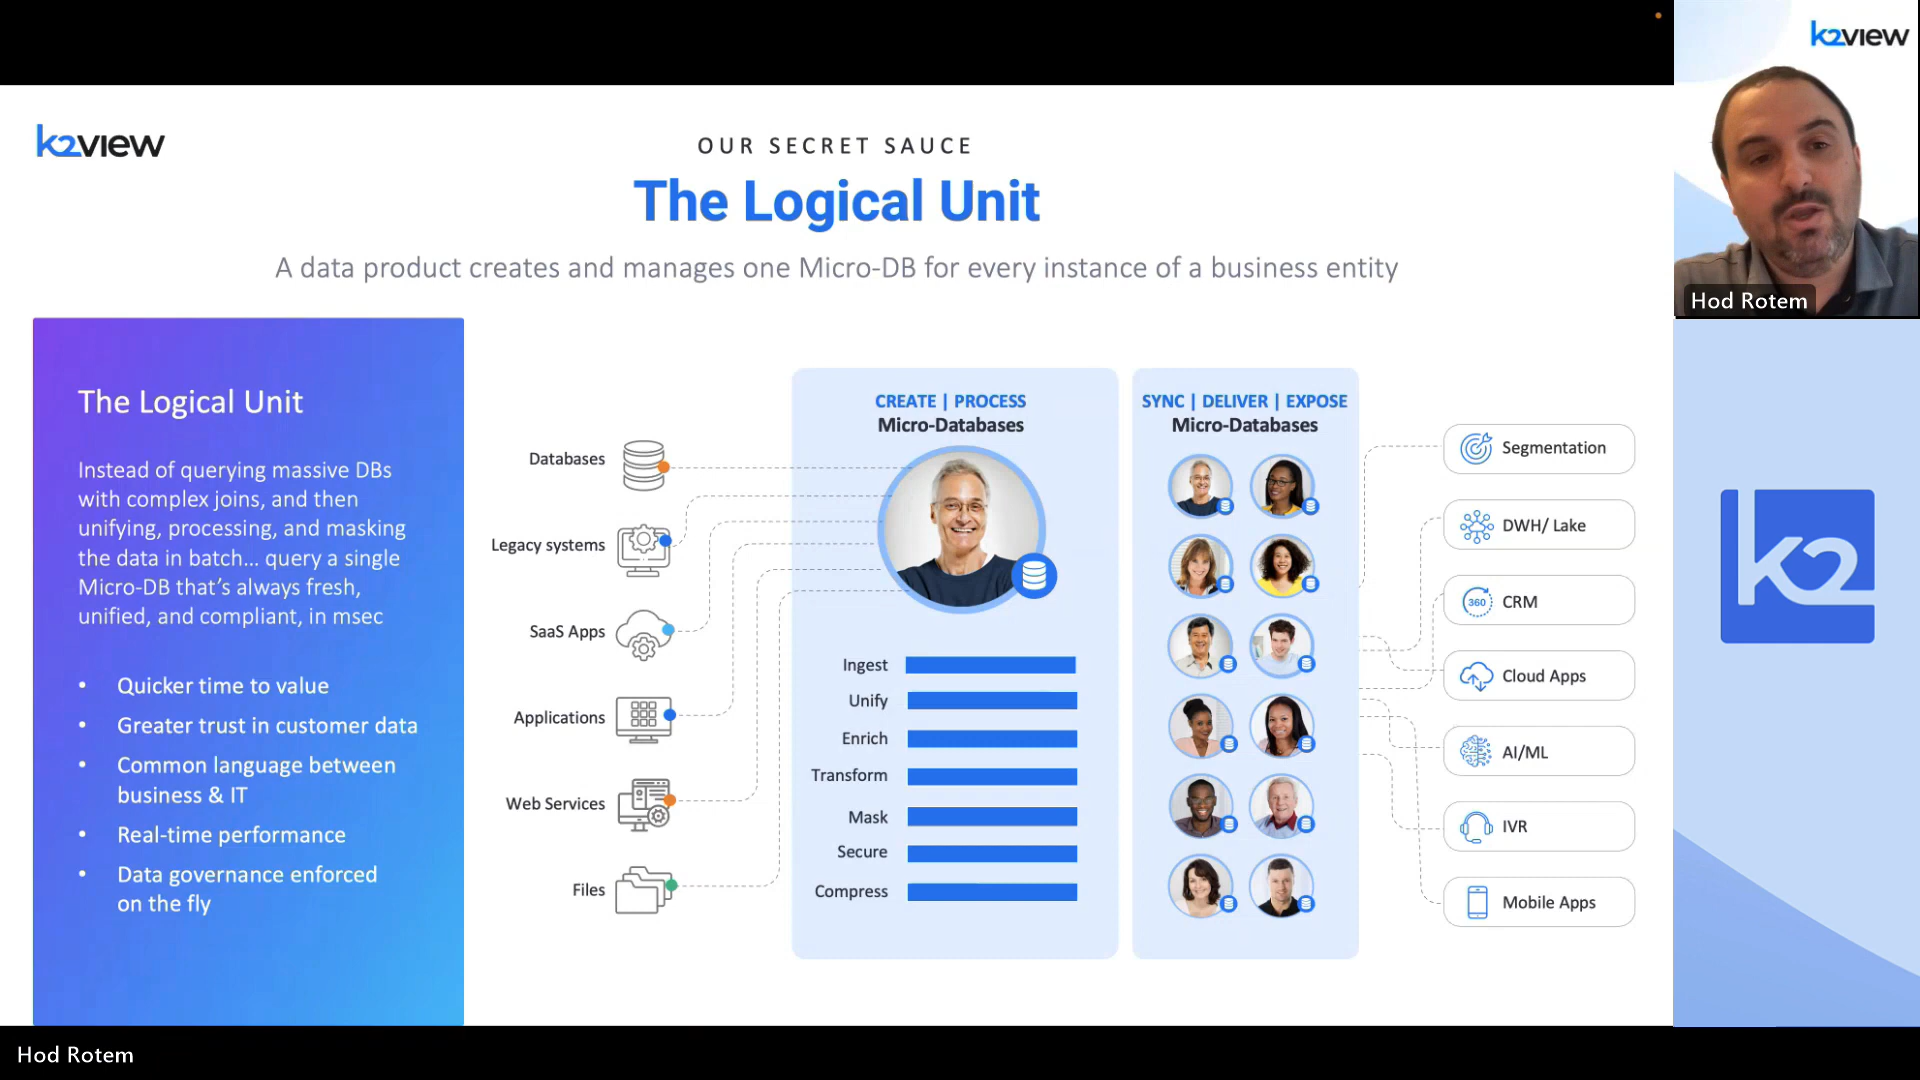 k2view
OUR SECRET SAUCE
The Logical Unit
A data product creates and manages one Micro-DB for every instance of a business entity
The Logical Unit
Instead of querying massive DBs
with complex joins, and then
unifying, processing, and masking
the data in batch... query a single
Micro-DB that's always fresh,
unified, and compliant, in msec
• Quicker time to value
• Greater trust in customer data
• Common language between
business & IT
• Real-time performance
• Data governance enforced
on the fly
Databases
Legacy systems
SaaS Apps
Applications
Web Services
Files
CREATE | PROCESS
Micro-Databases
Ingest
Unify
Enrich
Transform
Mask
Secure
Compress
SYNC | DELIVER | EXPOSE
Micro-Databases
Segmentation
DWH/ Lake
360 CRM
Cloud Apps
AI/ML
IVR
Mobile Apps
k2view
Hod Rotem
k2
Hod Rotem